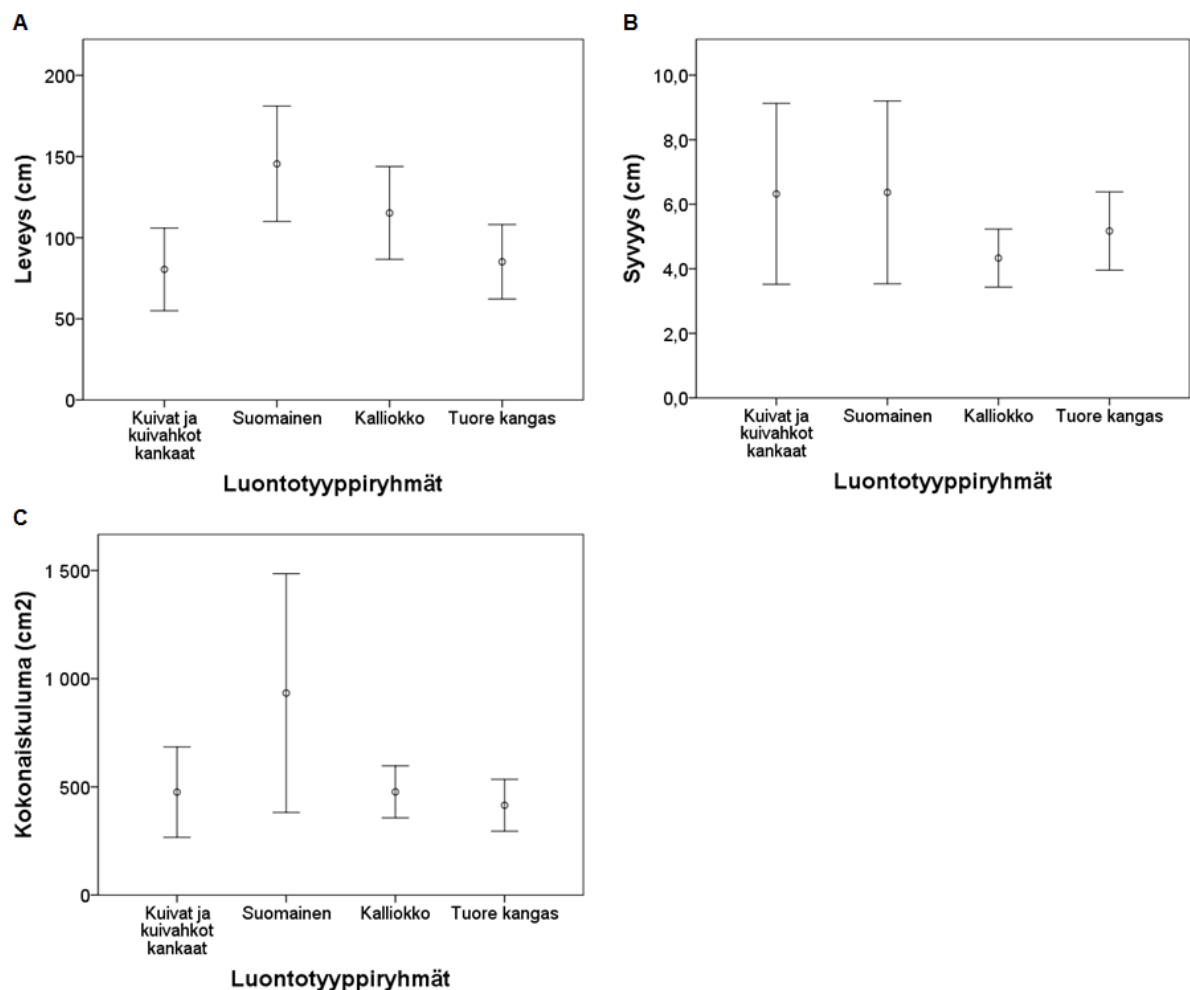 A
Leveys (cm)
200
150
100
50
0
Kuivat ja
kuivahkot
kankaat
Suomainen
Kalliokko
Tuore kangas
Luontotyyppiryhmät
B
Syvyys (cm)
10,0
8,0
6,0
4,0
2,0
0,0
Kuivat ja
kuivahkot
kankaat
Suomainen
Kalliokko
Tuore kangas
Luontotyyppiryhmät
C
Kokonaiskuluma (cm2)
1 500
1 000
500
0
Kuivat ja
kuivahkot
kankaat
Suomainen
Kalliokko
Tuore kangas
Luontotyyppiryhmät